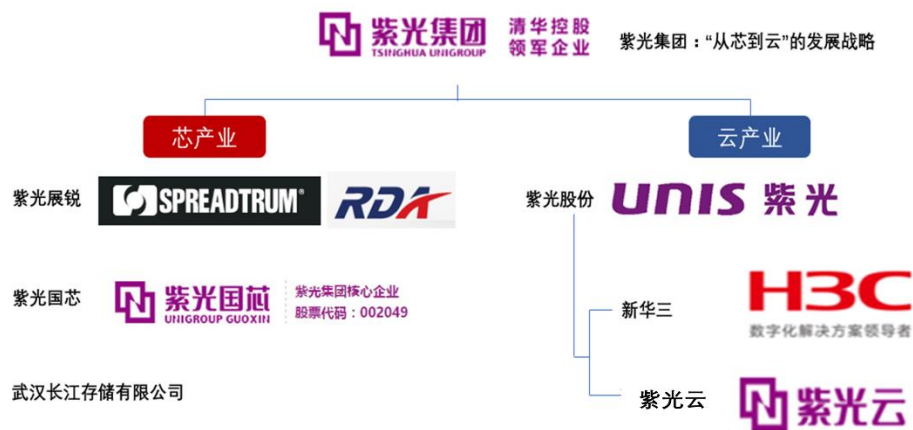 紫光集团
TSINGHUA UNIGROUP
清华控股
领军企业
紫光集团：“从芯到云”的发展战略
芯产业
云产业
紫光展锐
SPREADTRUM®
RDA
紫光股份
UNIS 紫光
紫光国芯
紫光国芯
UNIGROUP GUOXIN
紫光集团核心企业
股票代码：002049
新华三
H3C
数字化解决方案领导者
武汉长江存储有限公司
紫光云
紫光云